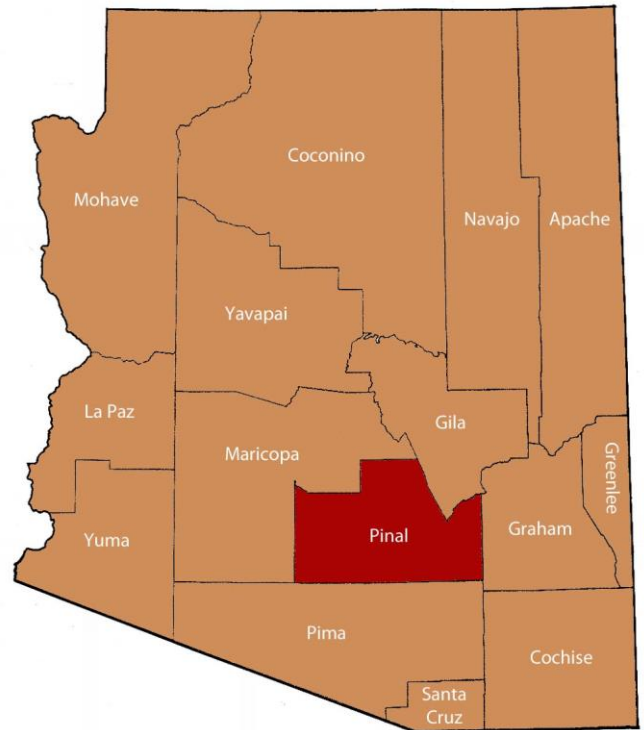 Coconino
Mohave
Navajo
Apache
Yavapai
La Paz
Gila
Maricopa
Greenlee
Yuma
Pinal
Graham
Pima
Cochise
Santa
Cruz